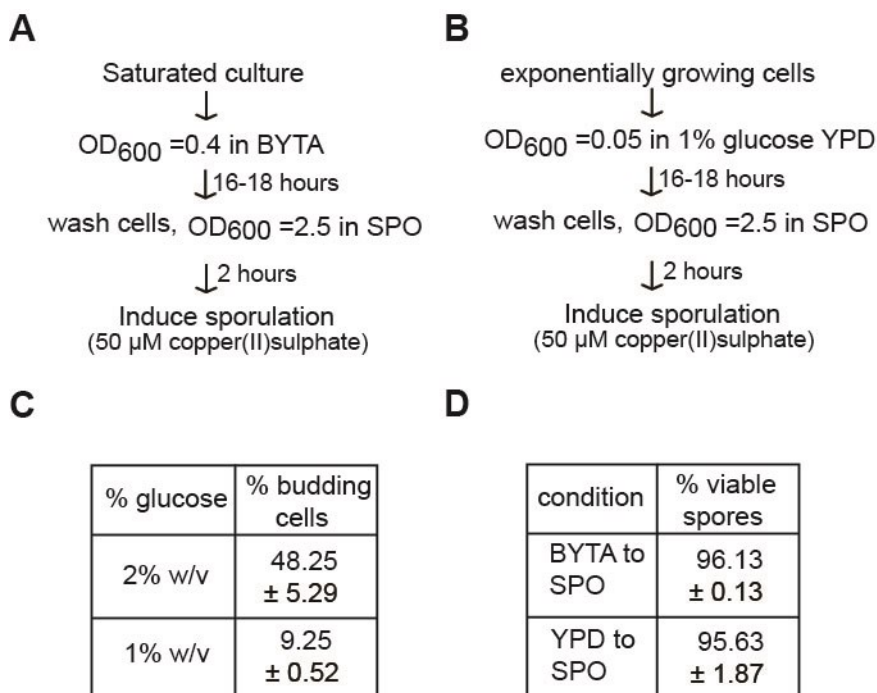 A
Saturated culture
OD600 =0.4 in BYTA
16-18 hours
wash cells, OD600 =2.5 in SPO
2 hours
Induce sporulation
(50 µM copper(II)sulphate)
B
exponentially growing cells
OD600 =0.05 in 1% glucose YPD
16-18 hours
wash cells, OD600 =2.5 in SPO
2 hours
Induce sporulation
(50 µM copper(II)sulphate)
C
% glucose
% budding
cells
2% w/v
48.25
± 5.29
1% w/v
9.25
± 0.52
D
condition
% viable
spores
BYTA to
SPO
96.13
± 0.13
YPD to
SPO
95.63
± 1.87